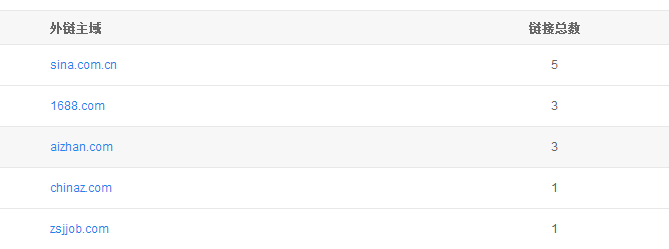 外链主域 链接总数
sina.com.cn 5
1688.com 3
aizhan.com 3
chinaz.com 1
zsjjob.com 1